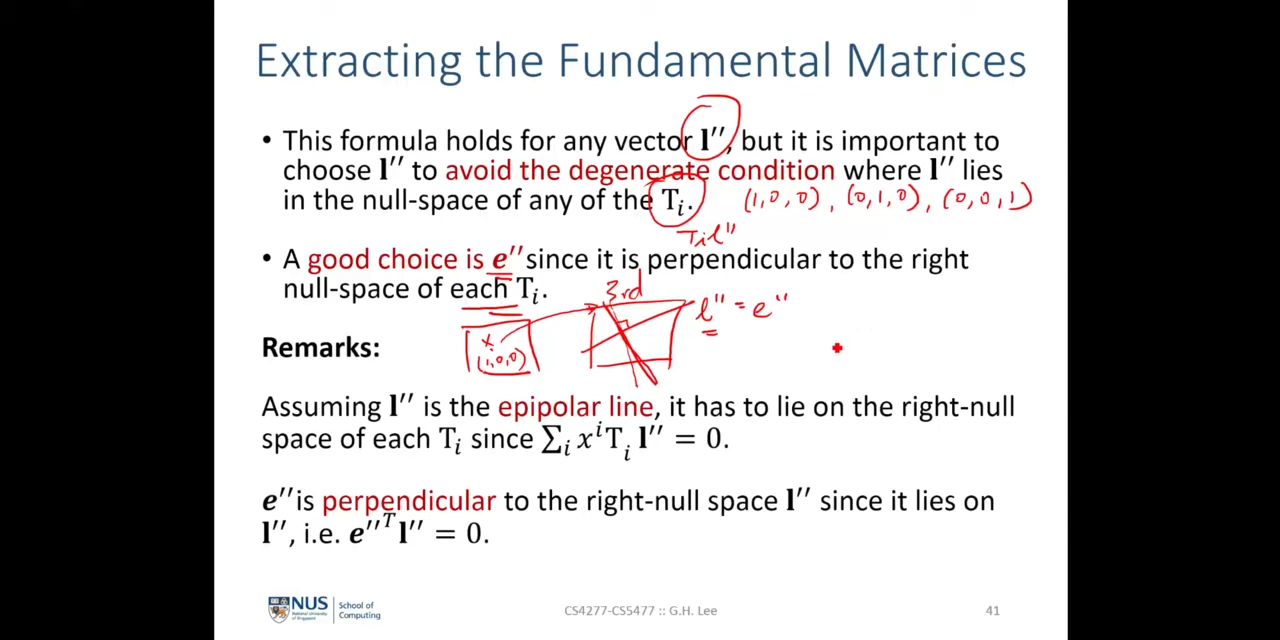 Extracting the Fundamental Matrices
• This formula holds for any vector l′′, but it is important to
choose l′′ to avoid the degenerate condition where l′′ lies
in the null-space of any of the Tᵢ.
(1,0,0), (0,1,0), (0,0,1)
Tᵢl′′
• A good choice is e′′ since it is perpendicular to the right
null-space of each Tᵢ.
3rd
l′′ = e′′
x
(1,0,0)
Remarks:
Assuming l′′ is the epipolar line, it has to lie on the right-null
space of each Tᵢ since ∑ᵢ xⁱTᵢ l′′ = 0.
e′′ is perpendicular to the right-null space l′′ since it lies on
l′′, i.e. e′′ᵀl′′ = 0.
NUS
National University
of Singapore
School of
Computing
CS4277-CS5477 :: G.H. Lee
41